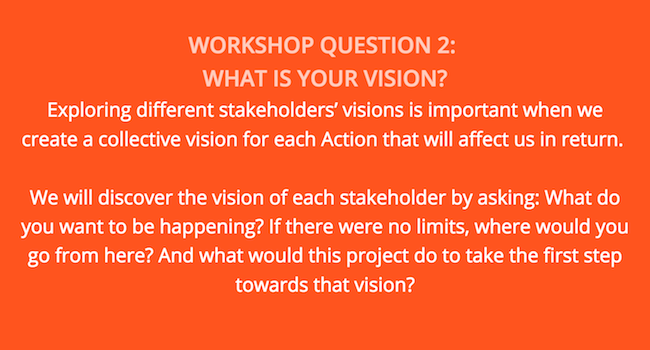 WORKSHOP QUESTION 2:
WHAT IS YOUR VISION?
Exploring different stakeholders’ visions is important when we
create a collective vision for each Action that will affect us in return.
We will discover the vision of each stakeholder by asking: What do
you want to be happening? If there were no limits, where would you
go from here? And what would this project do to take the first step
towards that vision?